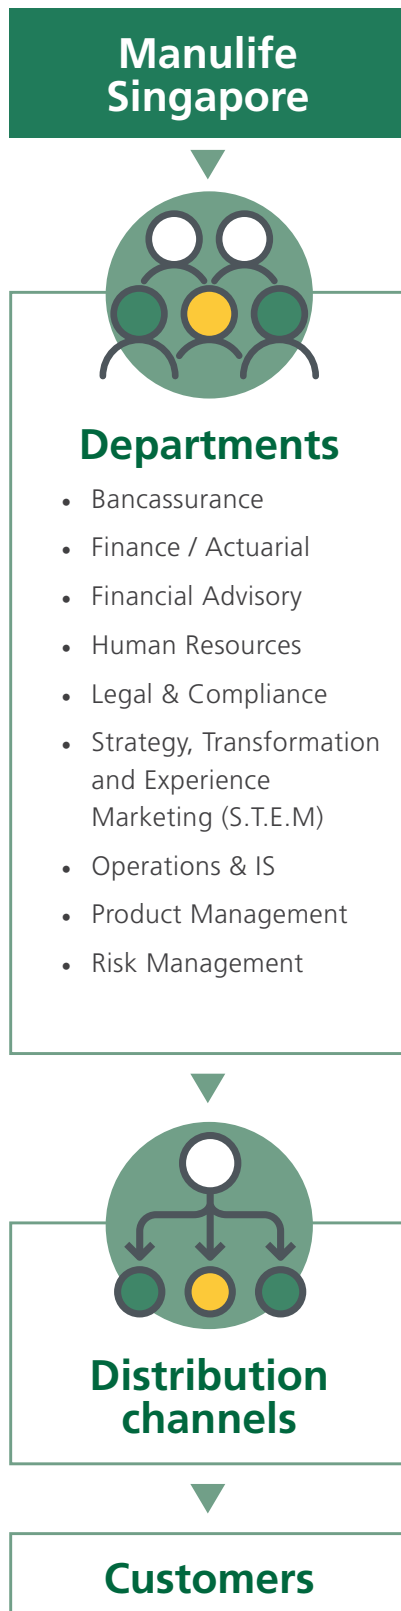 Manulife
Singapore
Departments
• Bancassurance
• Finance / Actuarial
• Financial Advisory
• Human Resources
• Legal & Compliance
• Strategy, Transformation
and Experience
Marketing (S.T.E.M)
• Operations & IS
• Product Management
• Risk Management
Distribution
channels
Customers